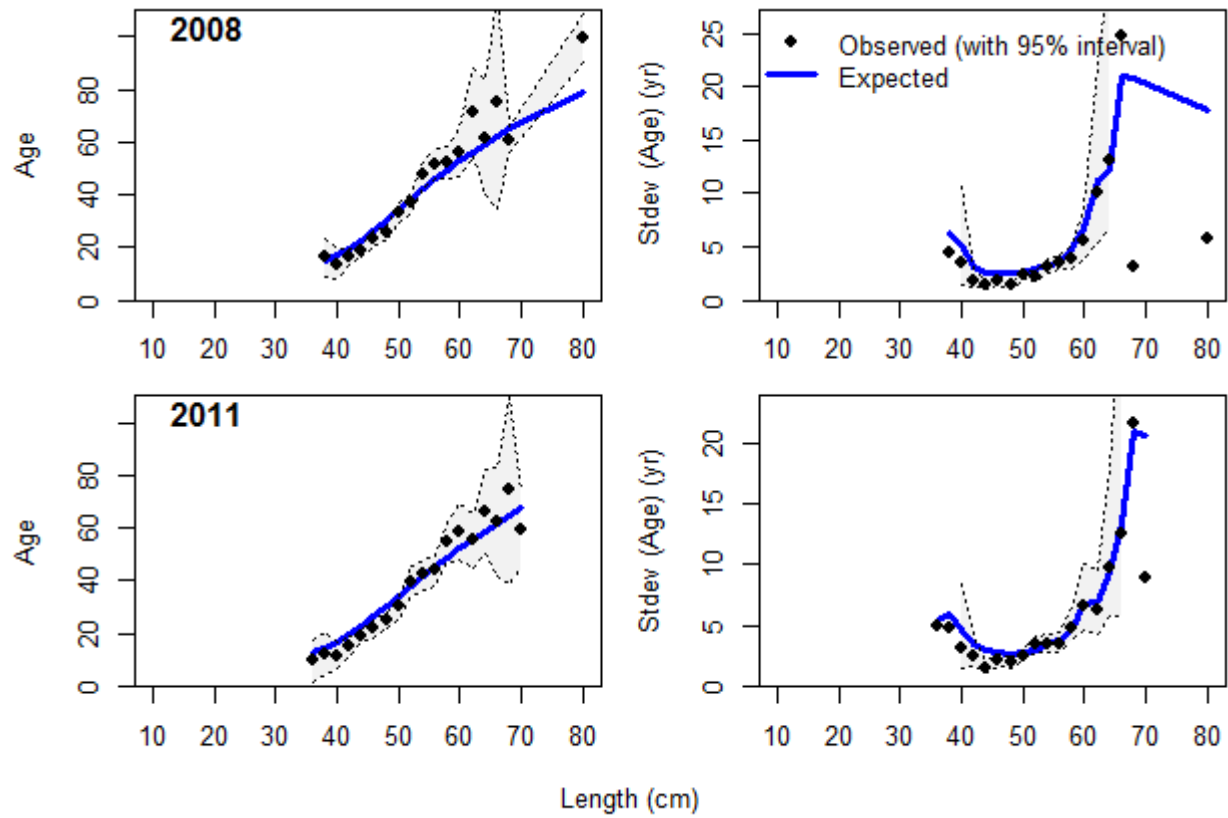 2008
Age
0 20 40 60 80
10 20 30 40 50 60 70 80
Observed (with 95% interval)
Expected
Stdev (Age) (yr)
0 5 10 15 20 25
10 20 30 40 50 60 70 80
2011
Age
0 20 40 60 80
10 20 30 40 50 60 70 80
Stdev (Age) (yr)
0 5 10 15 20
10 20 30 40 50 60 70 80
Length (cm)